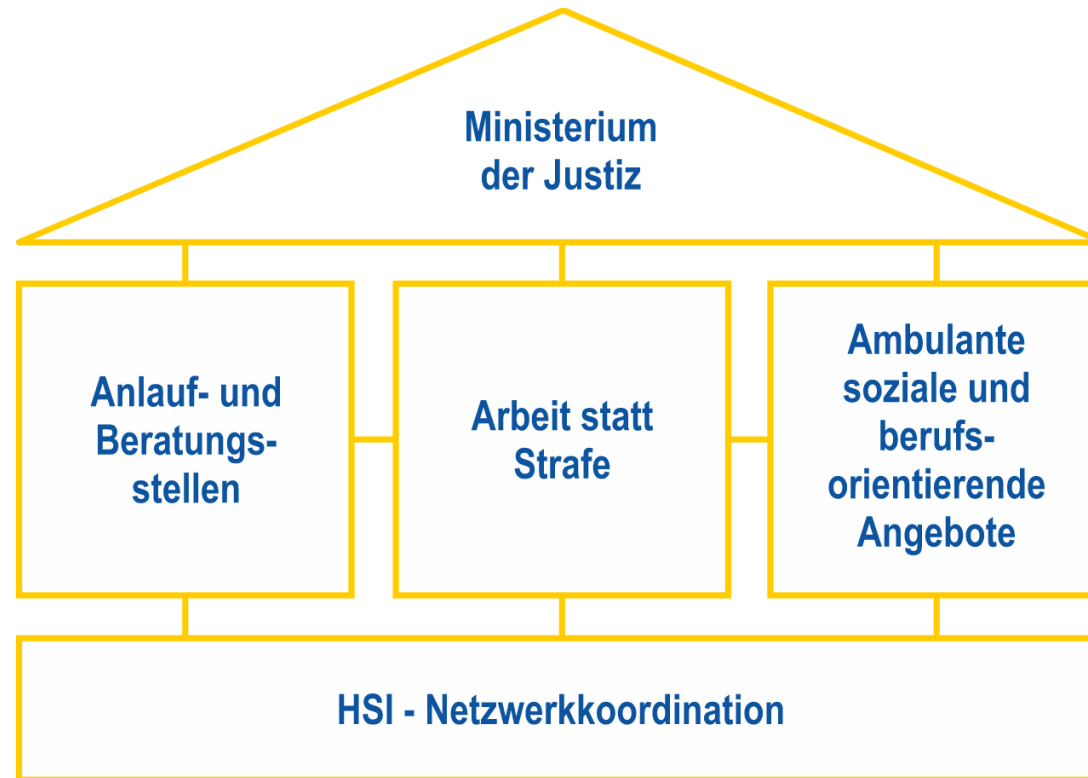 Ministerium
der Justiz
Anlauf- und
Beratungs-
stellen
Arbeit statt
Strafe
Ambulante
soziale und
berufs-
orientierende
Angebote
HSI - Netzwerkkoordination